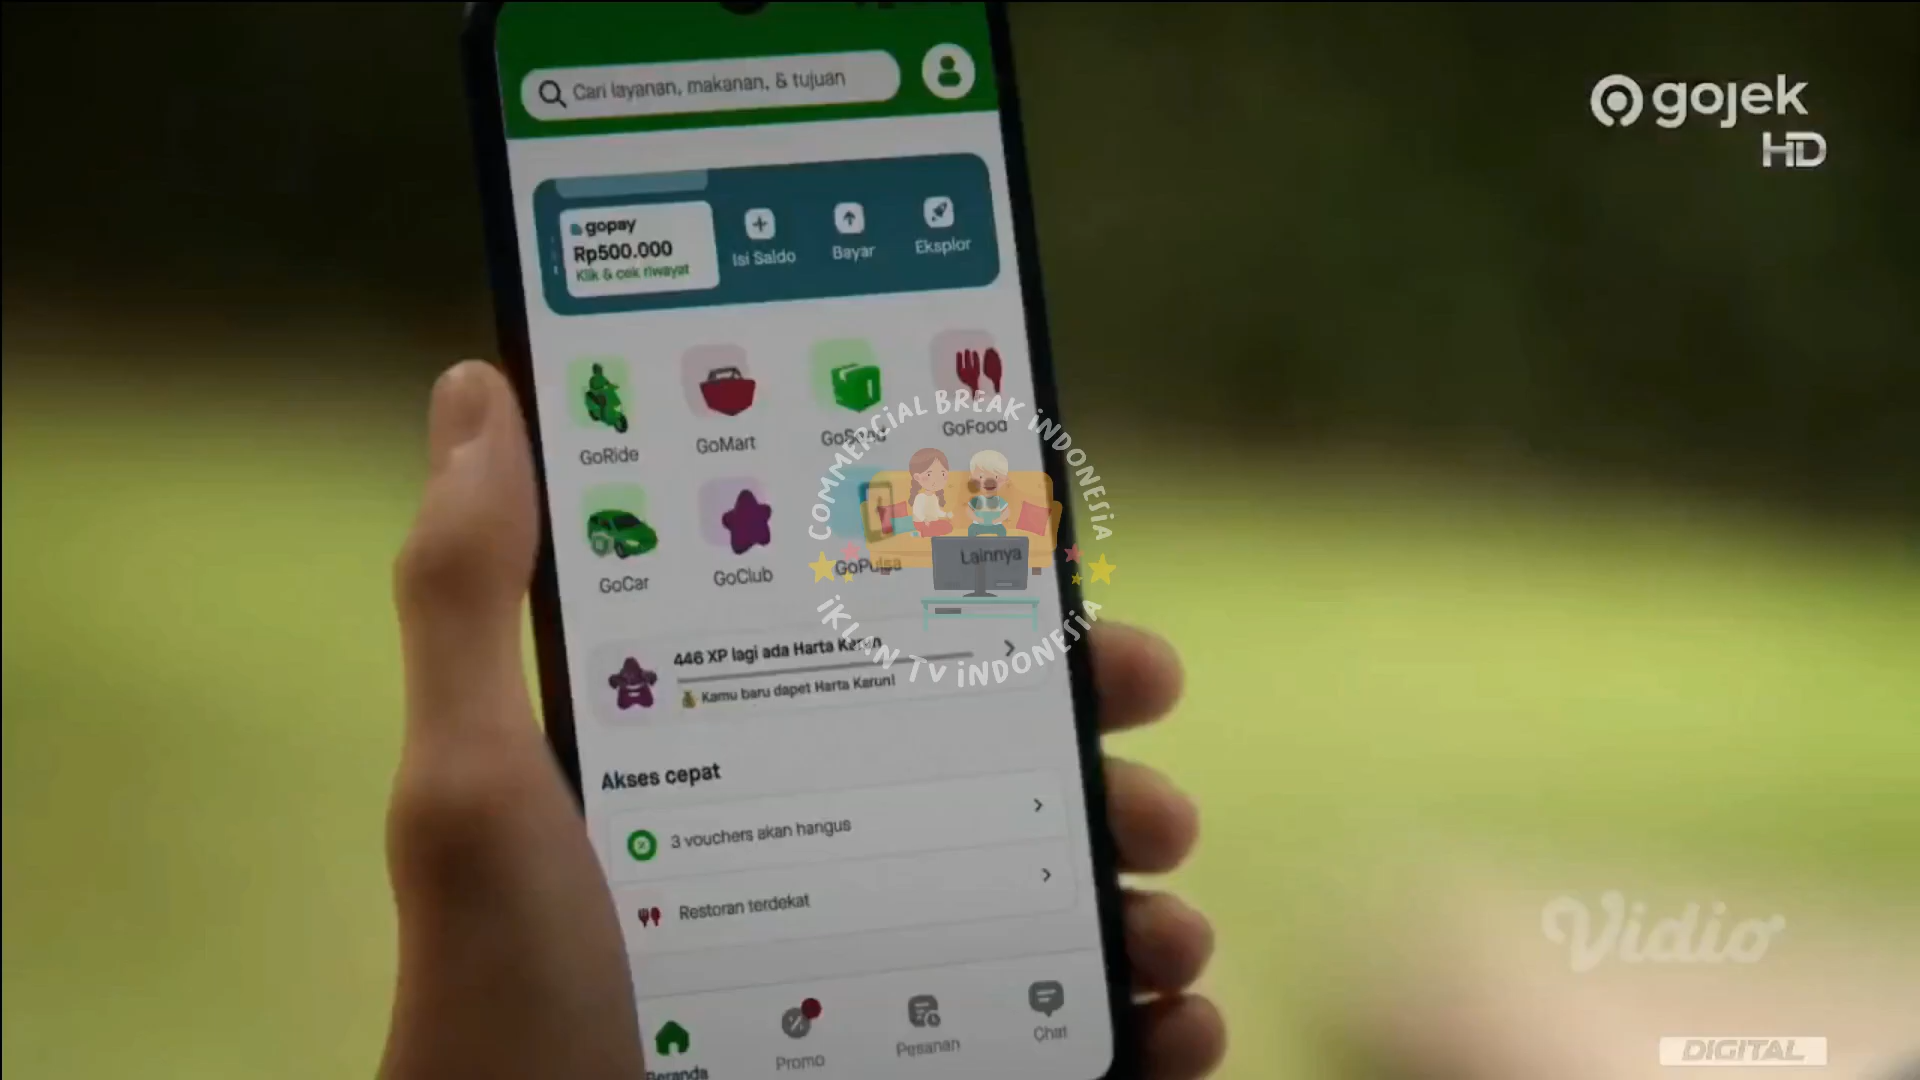 Cari layanan, makanan, & tujuan
gojek
HD
gopay
Rp500.000
Klik & cek riwayat
Isi Saldo
Bayar
Eksplor
GoRide
GoMart
GoSend
GoFood
GoCar
GoClub
GoPulsa
Lainnya
COMMERCIAL BREAK INDONESIA
IKLAN TV INDONESIA
446 XP lagi ada Harta Karun
Kamu baru dapet Harta Karun!
Akses cepat
3 vouchers akan hangus
Restoran terdekat
Vidio
Beranda
Promo
Pesanan
Chat
DIGITAL